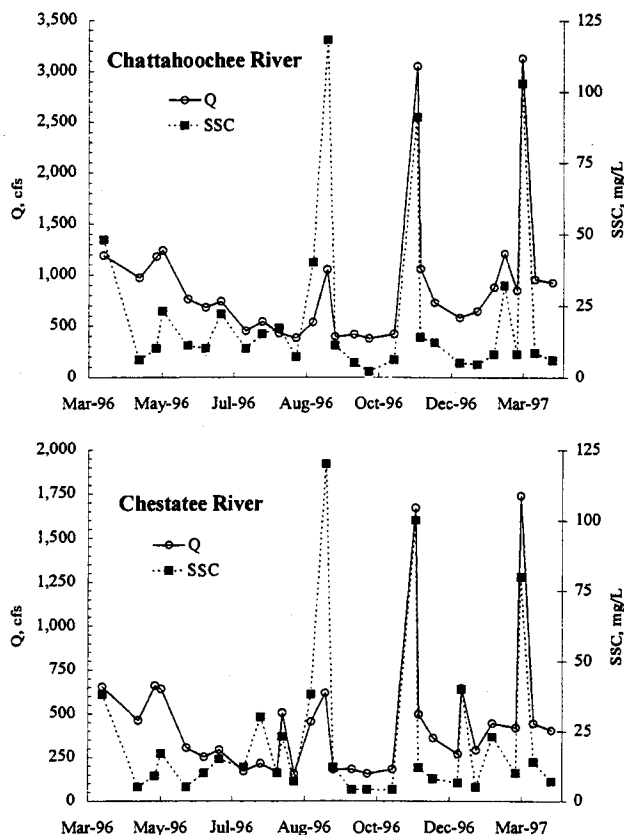 3,500
3,000
2,500
2,000
1,500
1,000
500
0
Q, cfs
Chattahoochee River
Q
SSC
125
100
75
50
25
0
SSC, mg/L
Mar-96 May-96 Jul-96 Aug-96 Oct-96 Dec-96 Mar-97
2,000
1,750
1,500
1,250
1,000
750
500
250
0
Q, cfs
Chestatee River
Q
SSC
125
100
75
50
25
0
SSC, mg/L
Mar-96 May-96 Jul-96 Aug-96 Oct-96 Dec-96 Mar-97